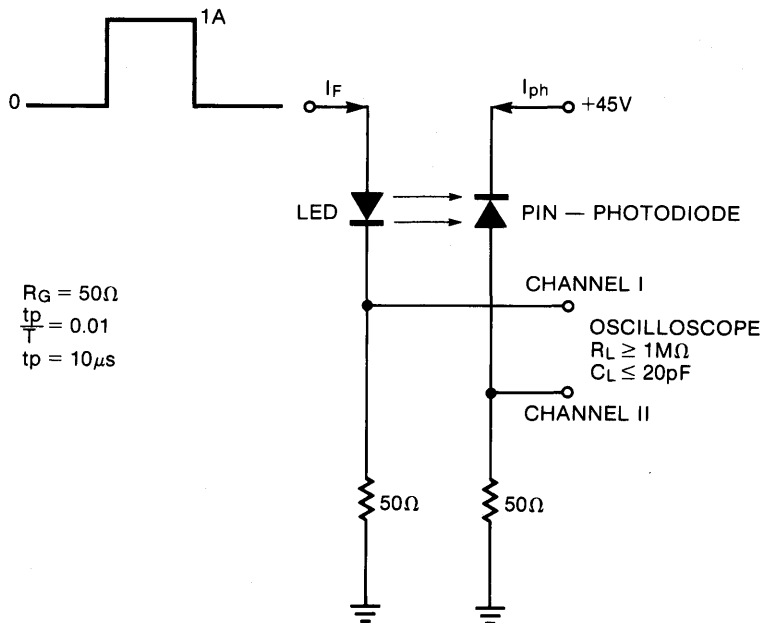 1A
0
IF
Iph
+45V
LED
PIN — PHOTODIODE
CHANNEL I
RG = 50Ω
tp
T = 0.01
tp = 10μs
OSCILLOSCOPE
RL ≥ 1MΩ
CL ≤ 20pF
CHANNEL II
50Ω
50Ω